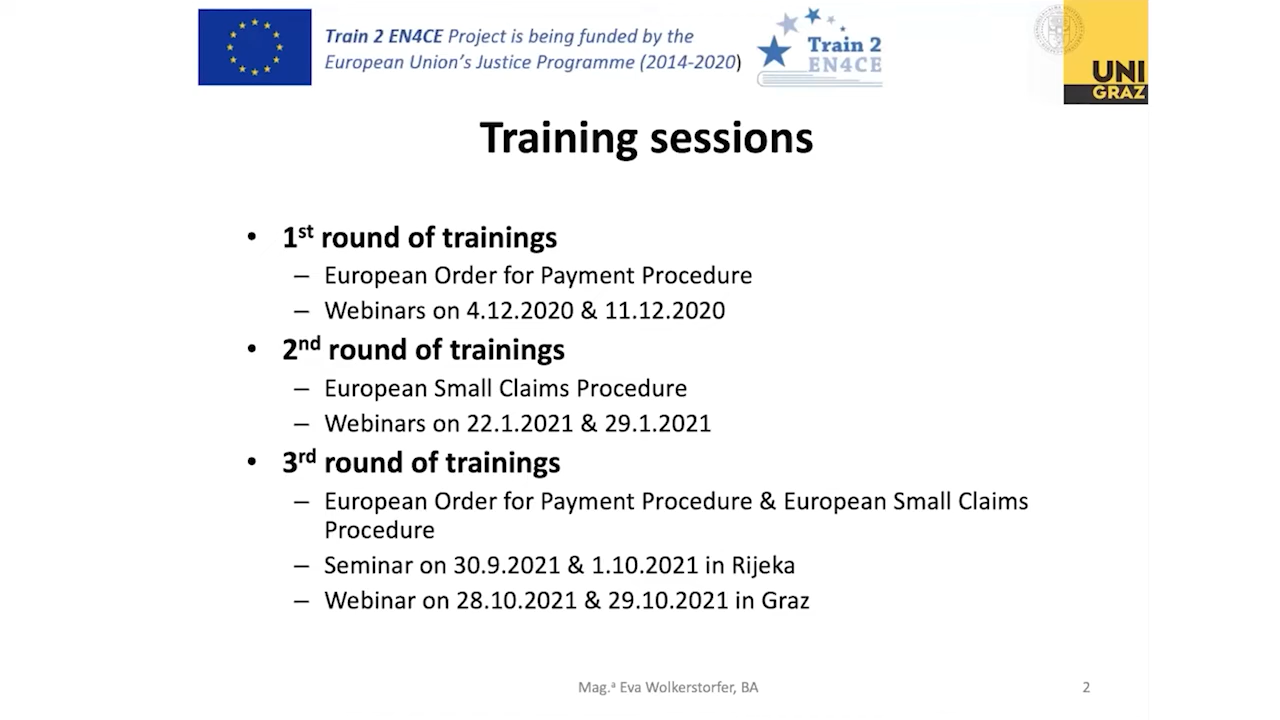 Train 2 EN4CE Project is being funded by the
European Union's Justice Programme (2014-2020)
Train 2
EN4CE
UNI
GRAZ
Training sessions
• 1st round of trainings
– European Order for Payment Procedure
– Webinars on 4.12.2020 & 11.12.2020
• 2nd round of trainings
– European Small Claims Procedure
– Webinars on 22.1.2021 & 29.1.2021
• 3rd round of trainings
– European Order for Payment Procedure & European Small Claims
Procedure
– Seminar on 30.9.2021 & 1.10.2021 in Rijeka
– Webinar on 28.10.2021 & 29.10.2021 in Graz
Mag.ª Eva Wolkerstorfer, BA
2